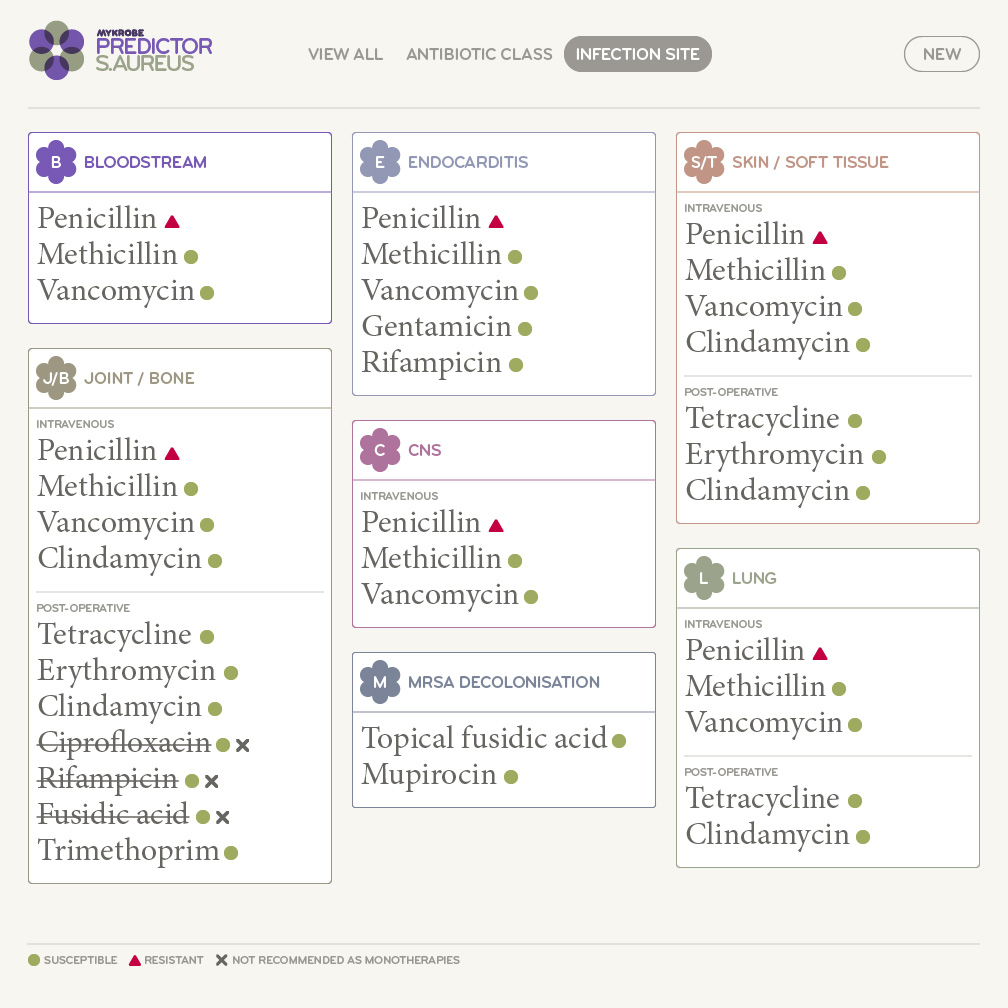 MYKROBE
PREDICTOR
S.AUREUS
VIEW ALL
ANTIBIOTIC CLASS
INFECTION SITE
NEW
B BLOODSTREAM
Penicillin
Methicillin
Vancomycin
J/B JOINT / BONE
INTRAVENOUS
Penicillin
Methicillin
Vancomycin
Clindamycin
POST-OPERATIVE
Tetracycline
Erythromycin
Clindamycin
Ciprofloxacin
Rifampicin
Fusidic acid
Trimethoprim
E ENDOCARDITIS
Penicillin
Methicillin
Vancomycin
Gentamicin
Rifampicin
C CNS
INTRAVENOUS
Penicillin
Methicillin
Vancomycin
M MRSA DECOLONISATION
Topical fusidic acid
Mupirocin
S/T SKIN / SOFT TISSUE
INTRAVENOUS
Penicillin
Methicillin
Vancomycin
Clindamycin
POST-OPERATIVE
Tetracycline
Erythromycin
Clindamycin
L LUNG
INTRAVENOUS
Penicillin
Methicillin
Vancomycin
POST-OPERATIVE
Tetracycline
Clindamycin
SUSCEPTIBLE RESISTANT NOT RECOMMENDED AS MONOTHERAPIES